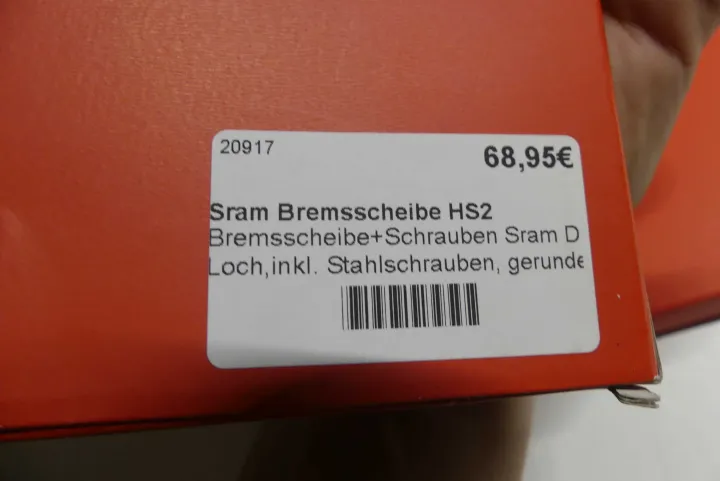 20917
68,95€
Sram Bremsscheibe HS2
Bremsscheibe+Schrauben Sram D
Loch,inkl. Stahlschrauben, gerunde